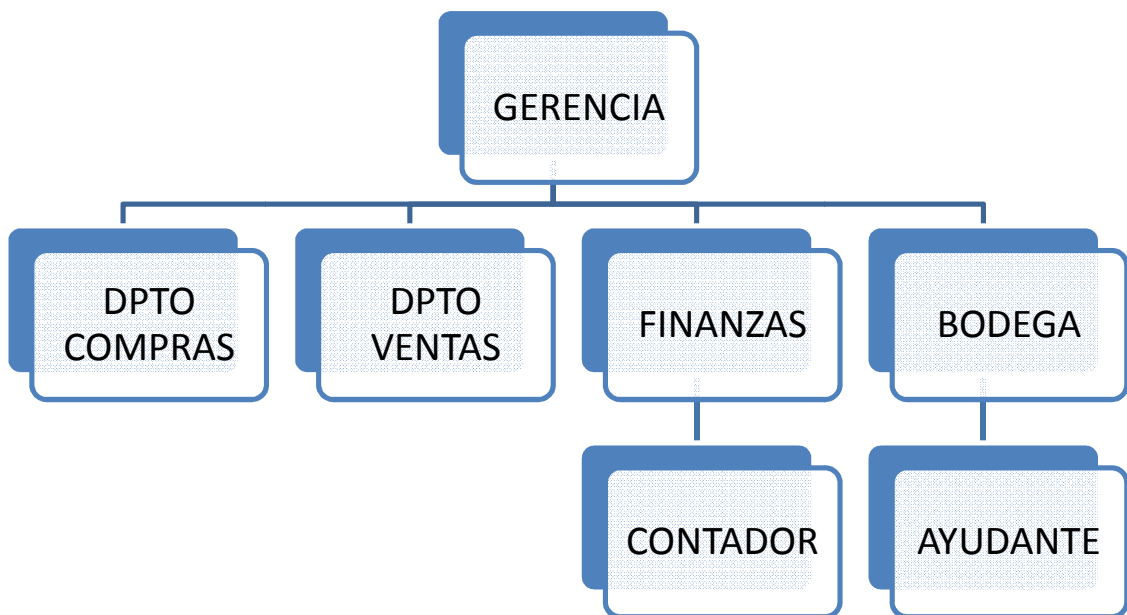 GERENCIA
DPTO
COMPRAS
DPTO
VENTAS
FINANZAS
BODEGA
CONTADOR
AYUDANTE